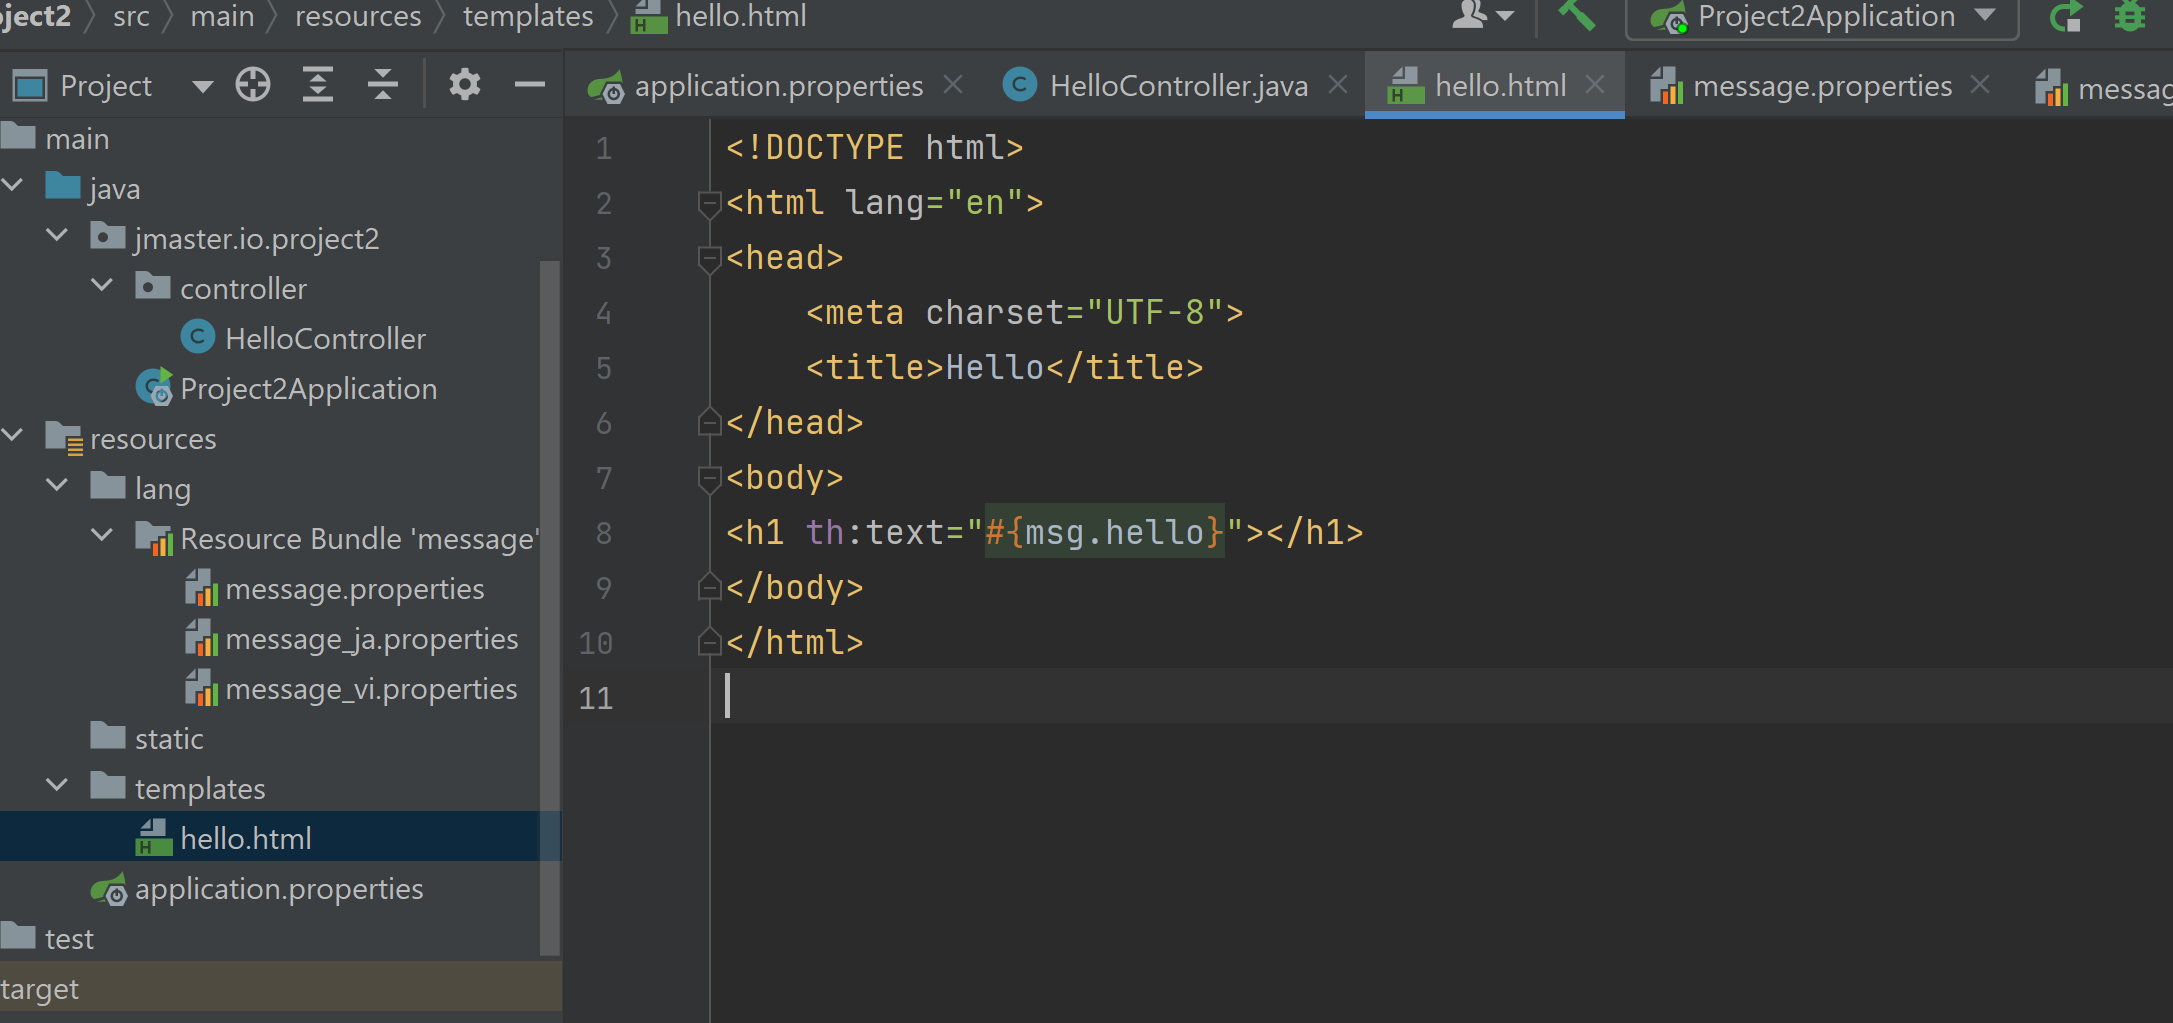 ject2 src main resources templates hello.html Project2Application
Project application.properties HelloController.java hello.html message.properties messag
main
java
jmaster.io.project2
controller
HelloController
Project2Application
resources
lang
Resource Bundle 'message'
message.properties
message_ja.properties
message_vi.properties
static
templates
hello.html
application.properties
test
target
1 <!DOCTYPE html>
2 <html lang="en">
3 <head>
4 <meta charset="UTF-8">
5 <title>Hello</title>
6 </head>
7 <body>
8 <h1 th:text="#{msg.hello}"></h1>
9 </body>
10 </html>
11